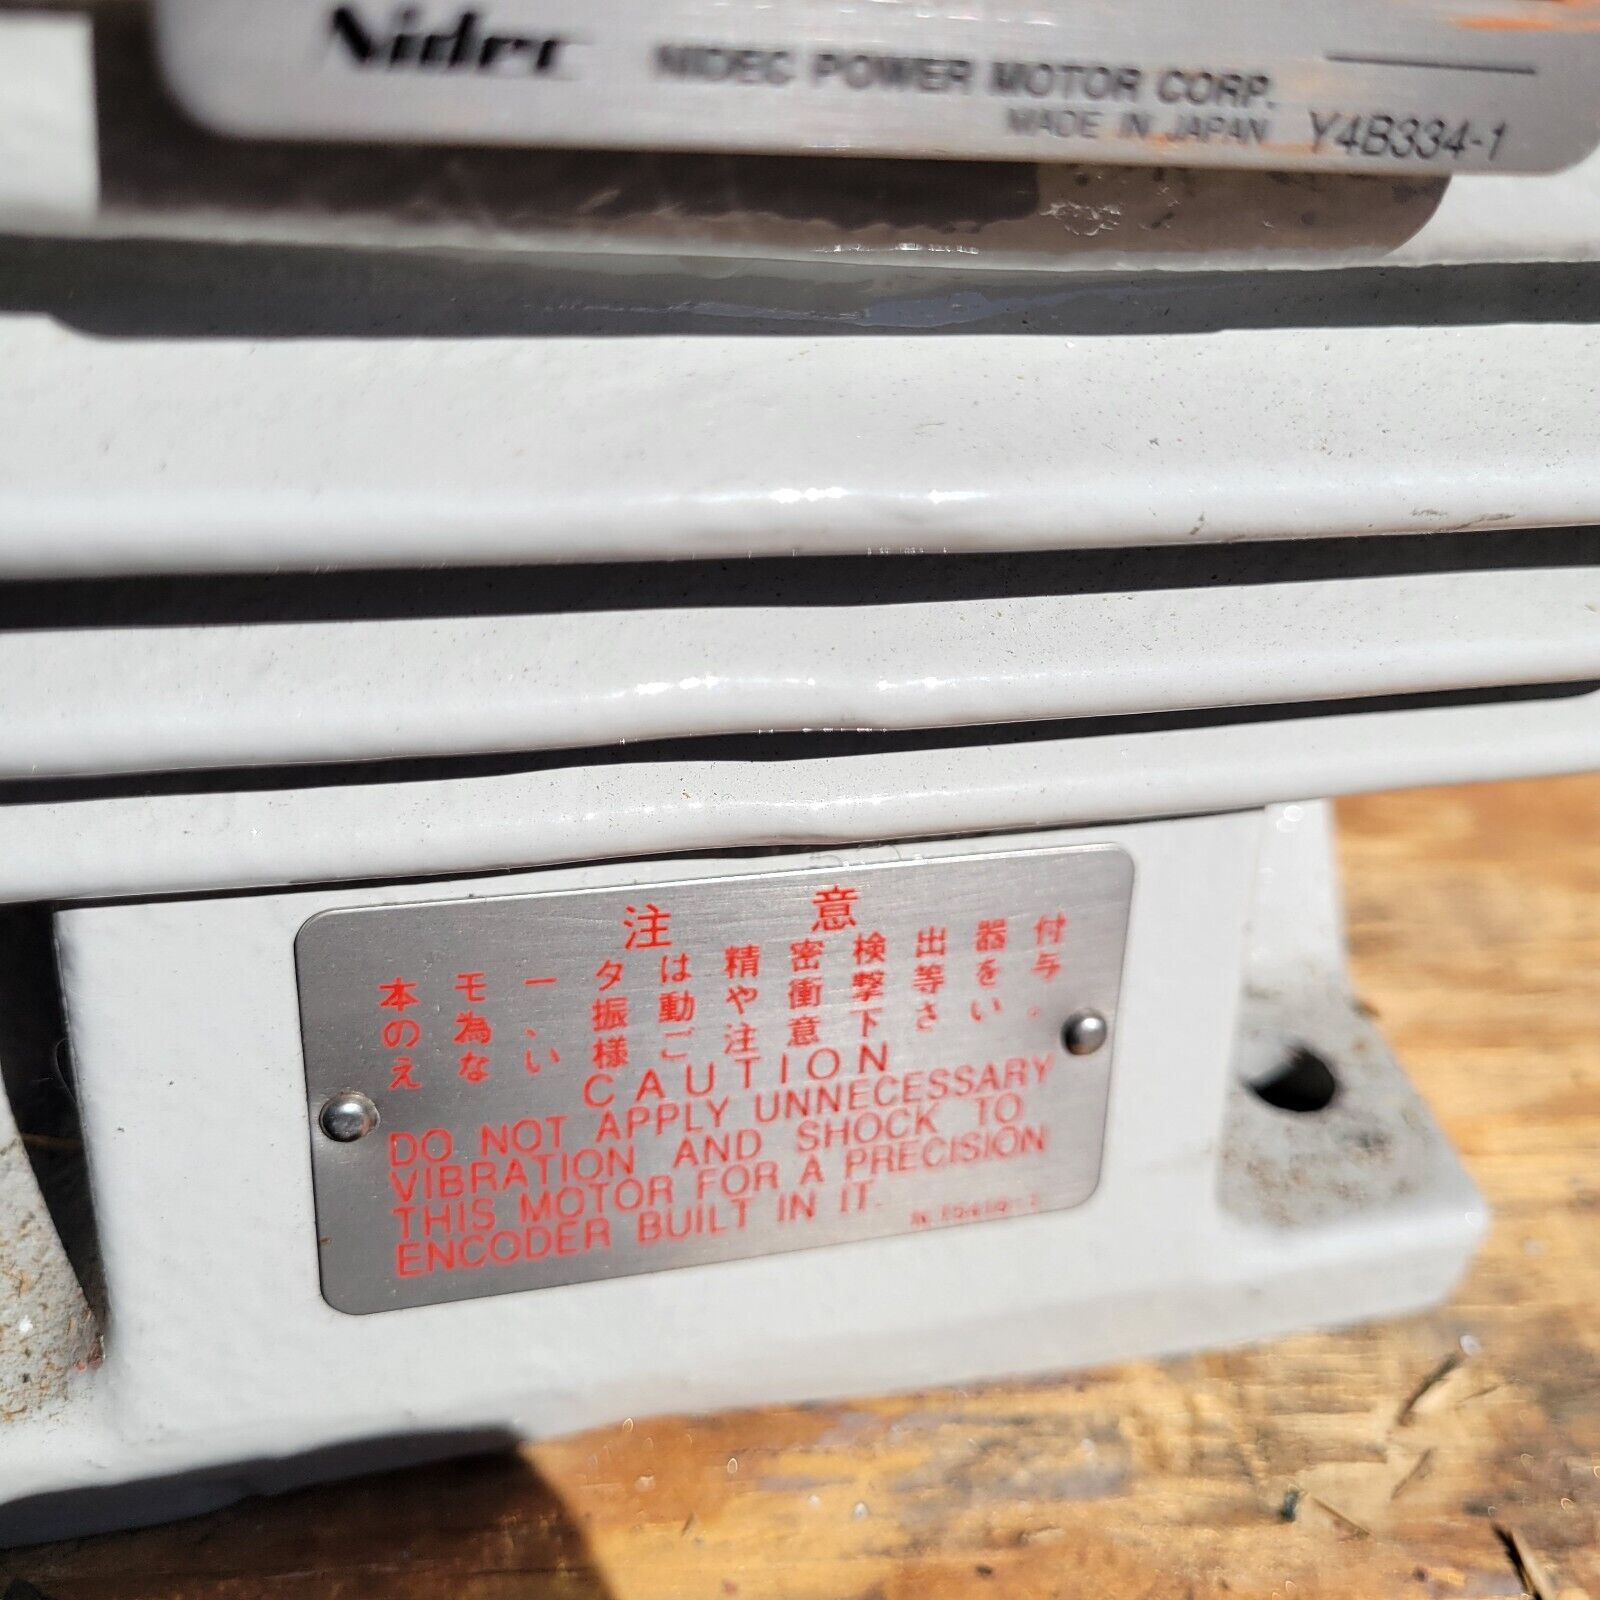 Nidec NIDEC POWER MOTOR CORP.
MADE IN JAPAN Y4B334-1
注意
本モータは精密検出器付
の為、振動や衝撃等を与
えない様ご注意下さい。
CAUTION
DO NOT APPLY UNNECESSARY
VIBRATION AND SHOCK TO
THIS MOTOR FOR A PRECISION
ENCODER BUILT IN IT.